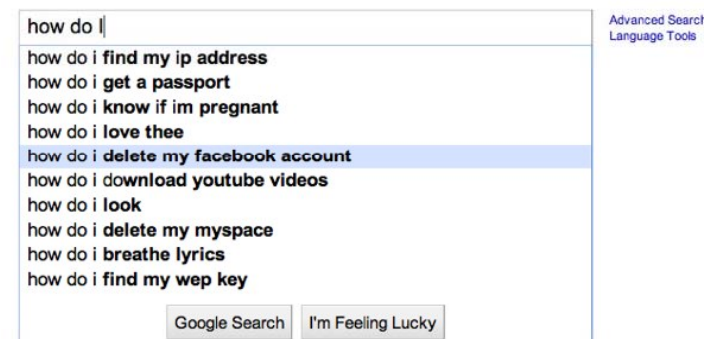 how do I
Advanced Search
Language Tools
how do i find my ip address
how do i get a passport
how do i know if im pregnant
how do i love thee
how do i delete my facebook account
how do i download youtube videos
how do i look
how do i delete my myspace
how do i breathe lyrics
how do i find my wep key
Google Search I'm Feeling Lucky